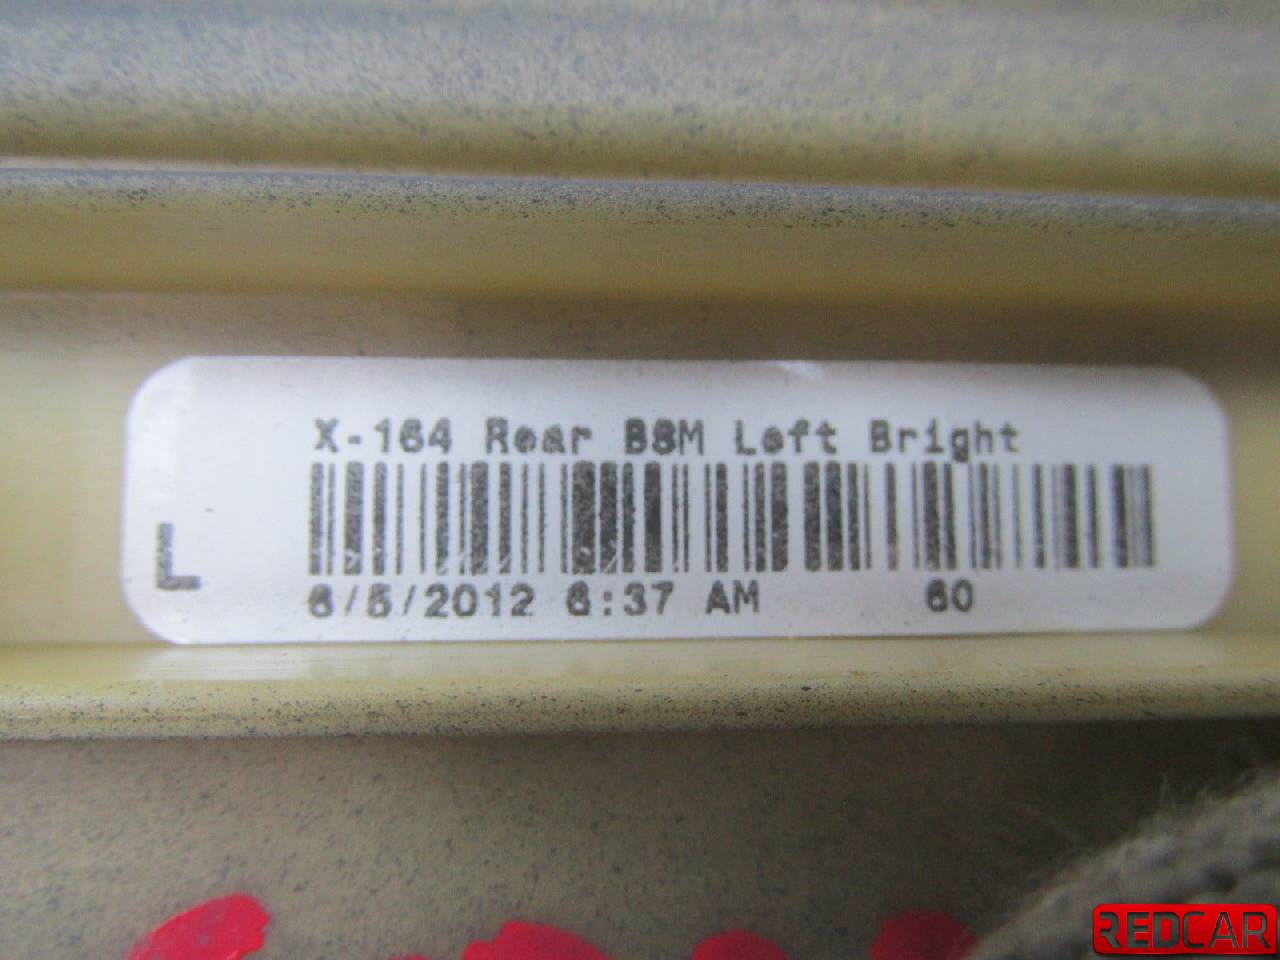 X-164 Rear BSM Left Bright
L
6/5/2012 6:37 AM 60
REDCAR